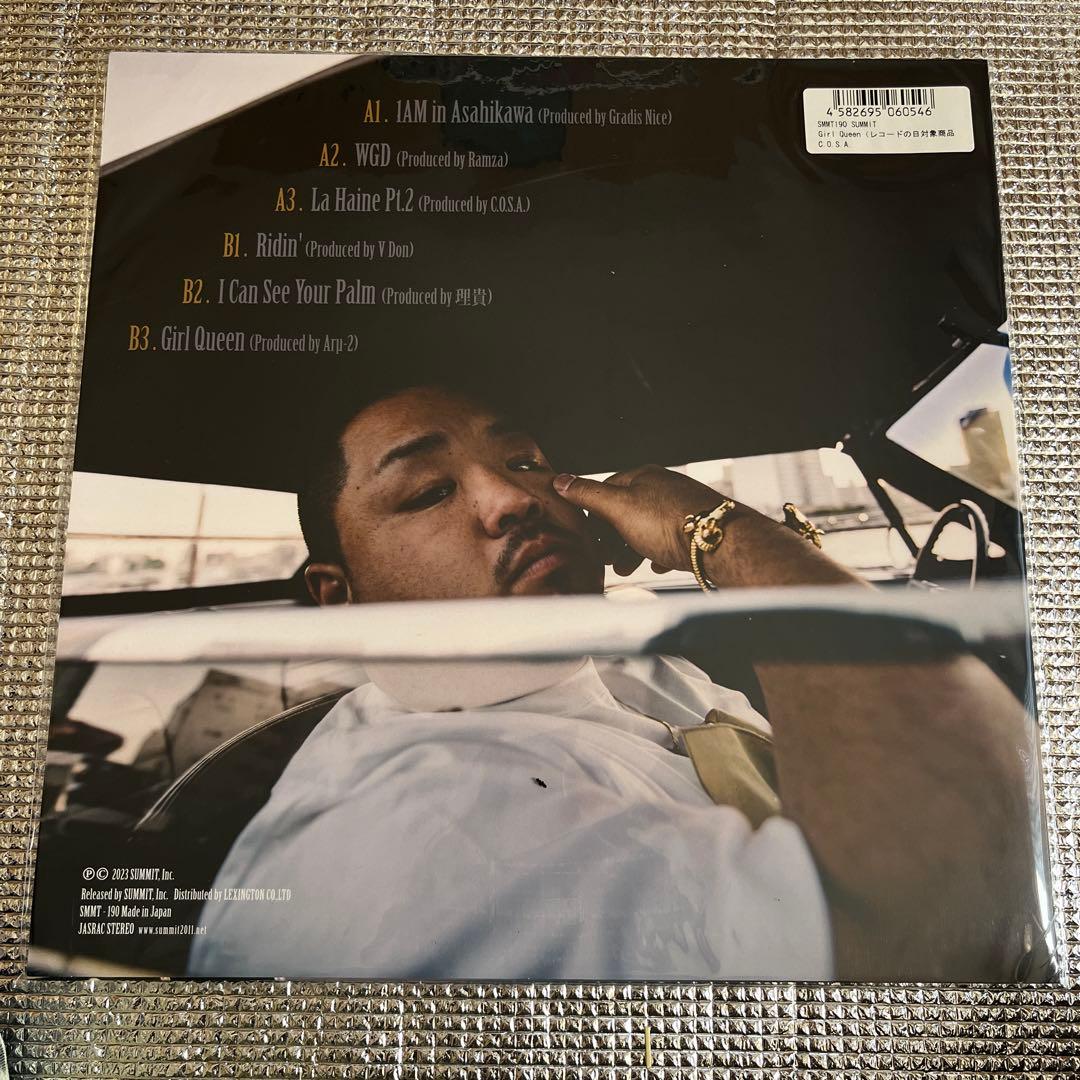 A1. 1AM in Asahikawa (Produced by Gradis Nice)
A2. WGD (Produced by Ramza)
A3. La Haine Pt.2 (Produced by C.O.S.A.)
B1. Ridin' (Produced by V Don)
B2. I Can See Your Palm (Produced by 理貴)
B3. Girl Queen (Produced by Arμ-2)
4 582695 060546
SMMT190 SUMMIT
Girl Queen (レコードの日対象商品
C.O.S.A.
℗© 2023 SUMMIT, Inc.
Released by SUMMIT, Inc. Distributed by LEXINGTON CO.,LTD
SMMT - 190 Made in Japan
JASRAC STEREO www.summit2011.net